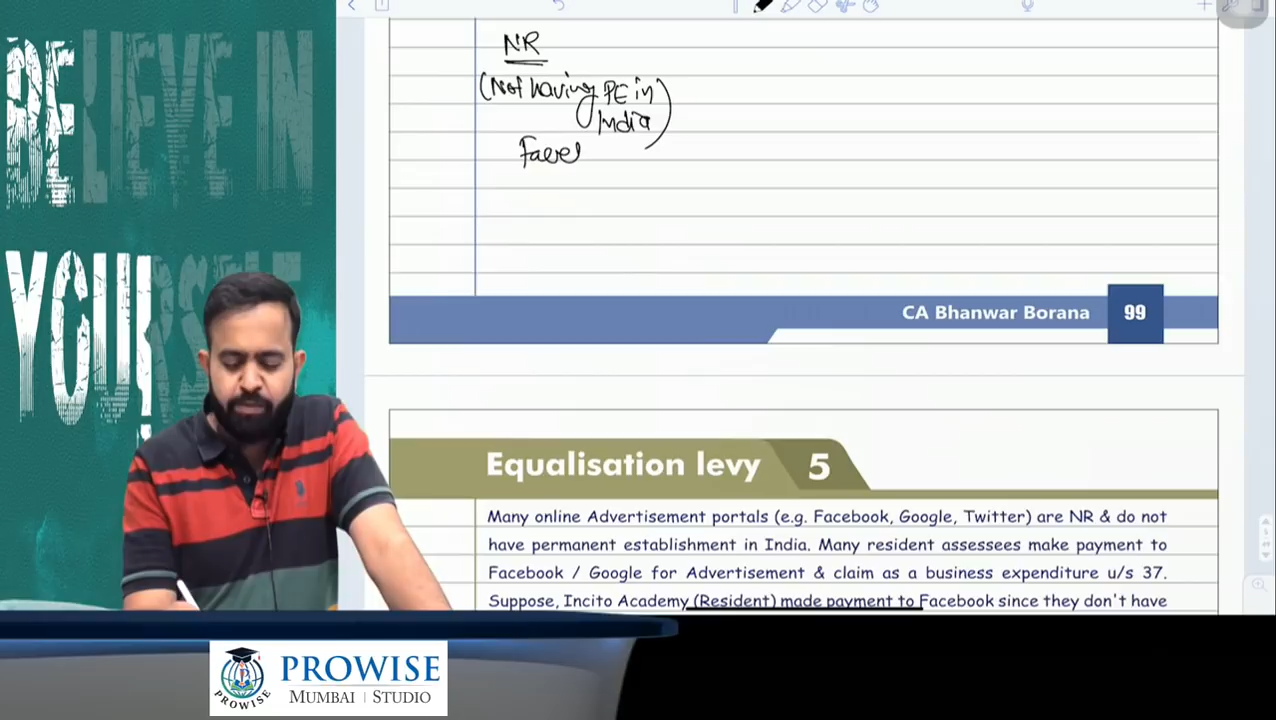 BELIEVE IN
YOURSELF
!
NR
(Not having PE in
India)
Faceb
CA Bhanwar Borana 99
Equalisation levy 5
Many online Advertisement portals (e.g. Facebook, Google, Twitter) are NR & do not
have permanent establishment in India. Many resident assessees make payment to
Facebook / Google for Advertisement & claim as a business expenditure u/s 37.
Suppose, Incito Academy (Resident) made payment to Facebook since they don't have
PROWISE
PROWISE
MUMBAI | STUDIO